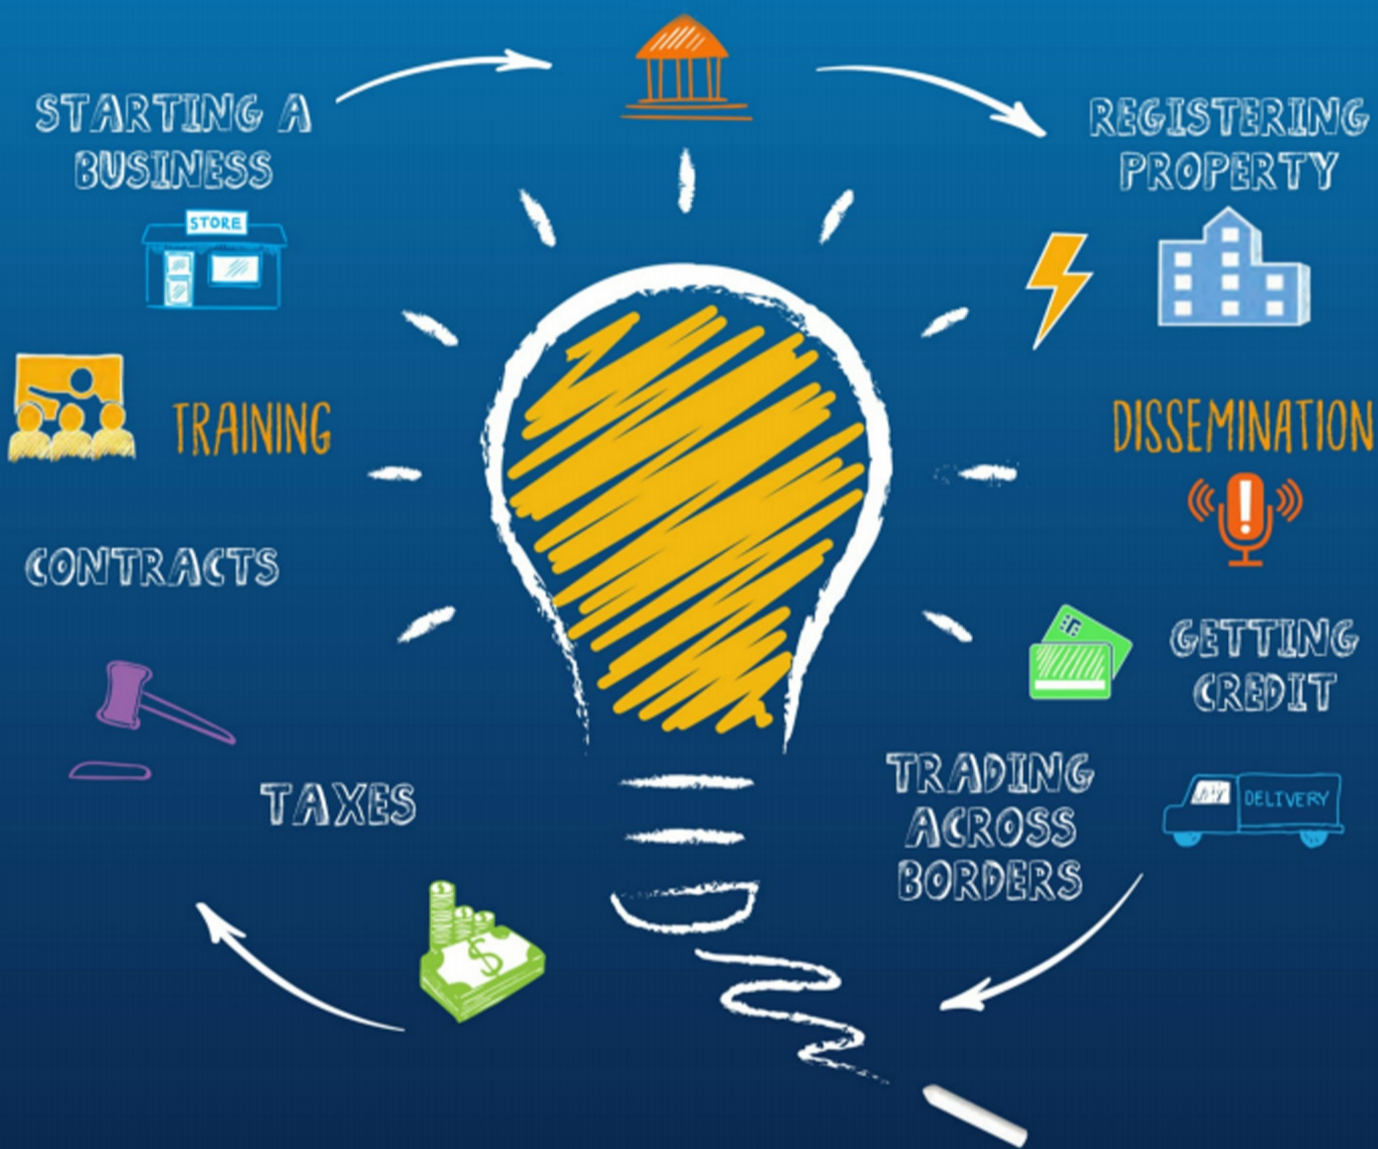 STARTING A
BUSINESS
STORE
REGISTERING
PROPERTY
TRAINING
DISSEMINATION
CONTRACTS
GETTING
CREDIT
TAXES
TRADING
ACROSS
BORDERS
DELIVERY
$